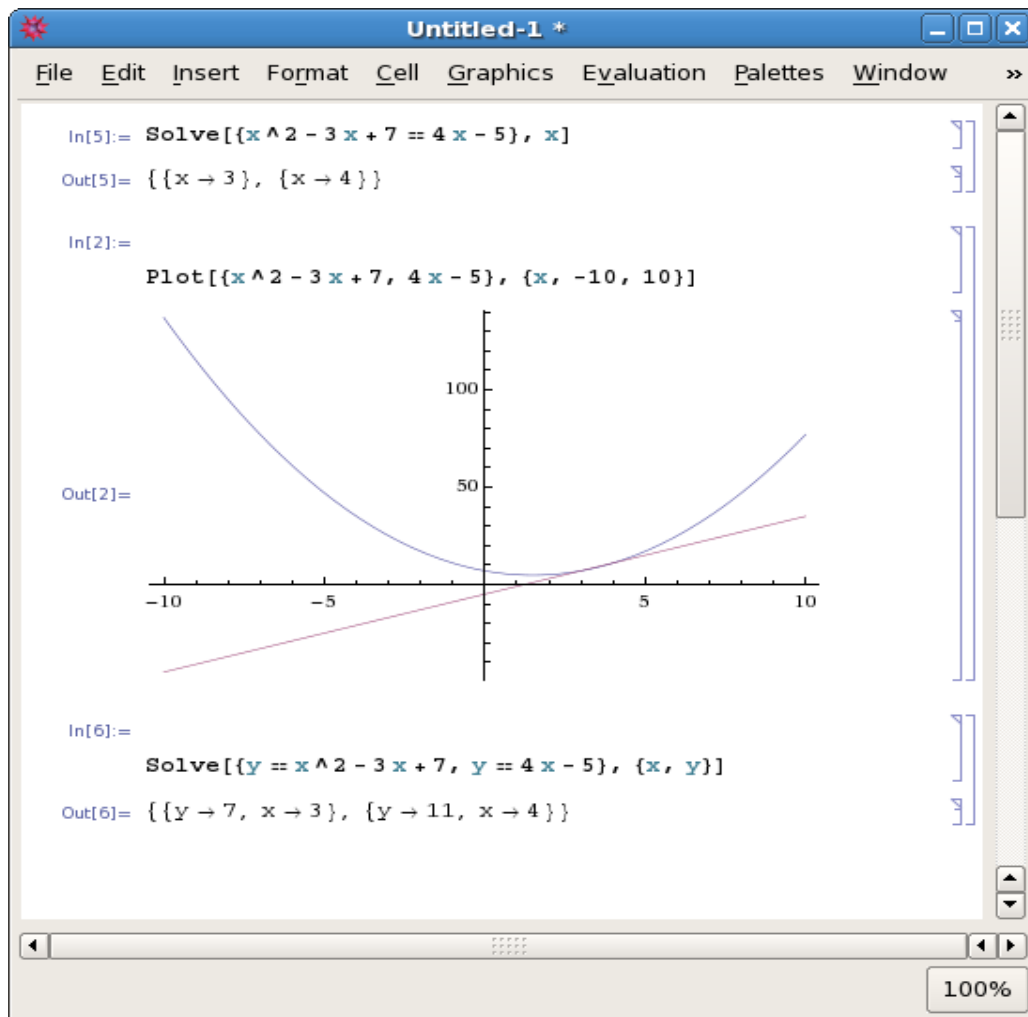 Untitled-1 *
File Edit Insert Format Cell Graphics Evaluation Palettes Window »
In[5]:= Solve[{x ^ 2 - 3 x + 7 == 4 x - 5}, x]
Out[5]= {{x → 3}, {x → 4}}
In[2]:=
Plot[{x ^ 2 - 3 x + 7, 4 x - 5}, {x, -10, 10}]
100
50
Out[2]=
-10 -5 5 10
In[6]:=
Solve[{y == x ^ 2 - 3 x + 7, y == 4 x - 5}, {x, y}]
Out[6]= {{y → 7, x → 3}, {y → 11, x → 4}}
100%